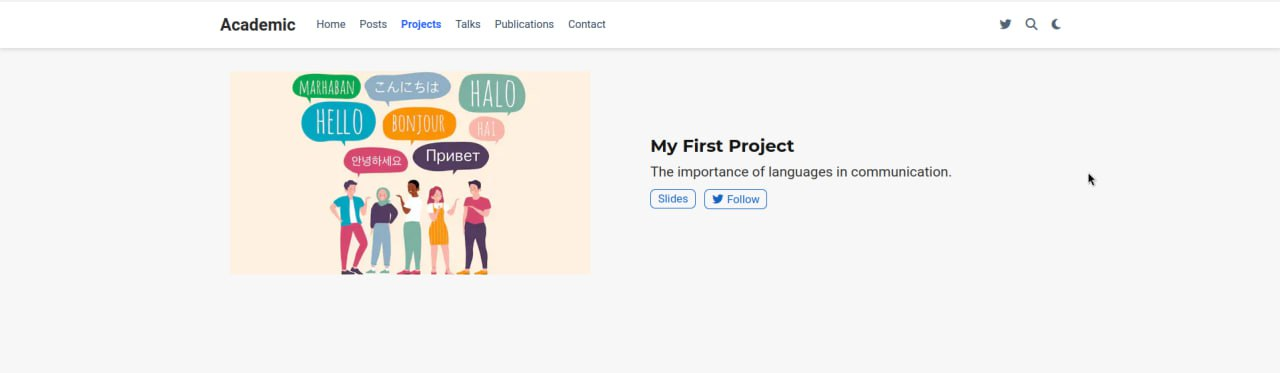 Academic Home Posts Projects Talks Publications Contact
MARHABAN こんにちは HALO
HELLO BONJOUR HAI
안녕하세요 Привет
My First Project
The importance of languages in communication.
Slides Follow